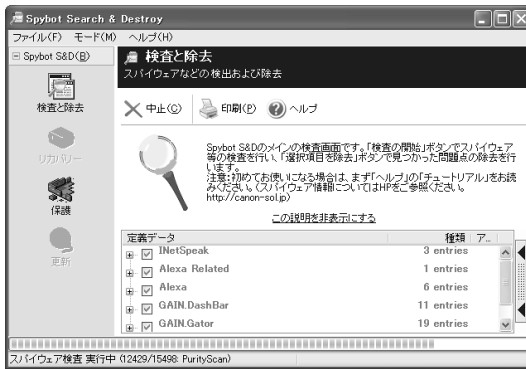 Spybot Search & Destroy
ファイル(F) モード(M) ヘルプ(H)
Spybot S&D(B)
検査と除去
リカバリー
保護
更新
検査と除去
スパイウェアなどの検出および除去
中止(C) 印刷(P) ヘルプ
Spybot S&Dのメインの検査画面です。「検査の開始」ボタンでスパイウェア
等の検査を行い、「選択項目を除去」ボタンで見つかった問題点の除去を行
います。
注意:初めてお使いになる場合は、まず「ヘルプ」の「チュートリアル」をお読
みください。(スパイウェア情報についてはHPをご参照ください。
http://canon-sol.jp)
この説明を非表示にする
定義データ 種類 ア..
INetSpeak 3 entries
Alexa Related 1 entries
Alexa 6 entries
GAIN.DashBar 11 entries
GAIN.Gator 19 entries
スパイウェア検査 実行中 (12429/15498: PurityScan)